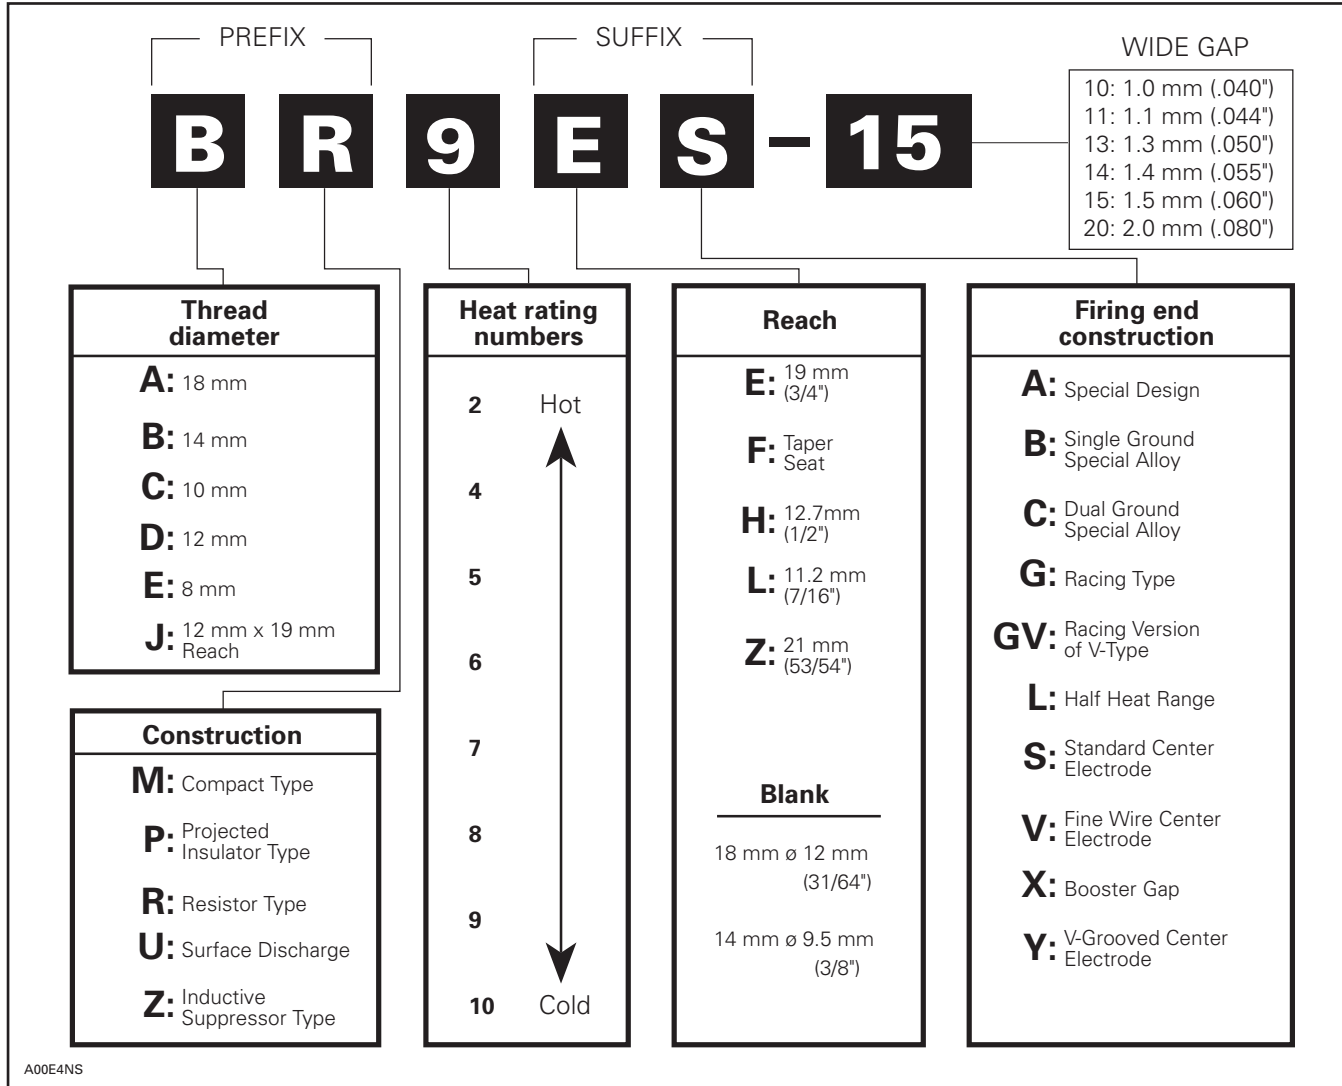 PREFIX
SUFFIX
WIDE GAP
B R 9 E S - 15
10: 1.0 mm (.040")
11: 1.1 mm (.044")
13: 1.3 mm (.050")
14: 1.4 mm (.055")
15: 1.5 mm (.060")
20: 2.0 mm (.080")
Thread
diameter
A: 18 mm
B: 14 mm
C: 10 mm
D: 12 mm
E: 8 mm
J: 12 mm x 19 mm
Reach
Construction
M: Compact Type
P: Projected
Insulator Type
R: Resistor Type
U: Surface Discharge
Z: Inductive
Suppressor Type
Heat rating
numbers
2 Hot
4
5
6
7
8
9
10 Cold
Reach
E: 19 mm
(3/4")
F: Taper
Seat
H: 12.7mm
(1/2")
L: 11.2 mm
(7/16")
Z: 21 mm
(53/54")
Blank
18 mm ø 12 mm
(31/64")
14 mm ø 9.5 mm
(3/8")
Firing end
construction
A: Special Design
B: Single Ground
Special Alloy
C: Dual Ground
Special Alloy
G: Racing Type
GV: Racing Version
of V-Type
L: Half Heat Range
S: Standard Center
Electrode
V: Fine Wire Center
Electrode
X: Booster Gap
Y: V-Grooved Center
Electrode
A00E4NS